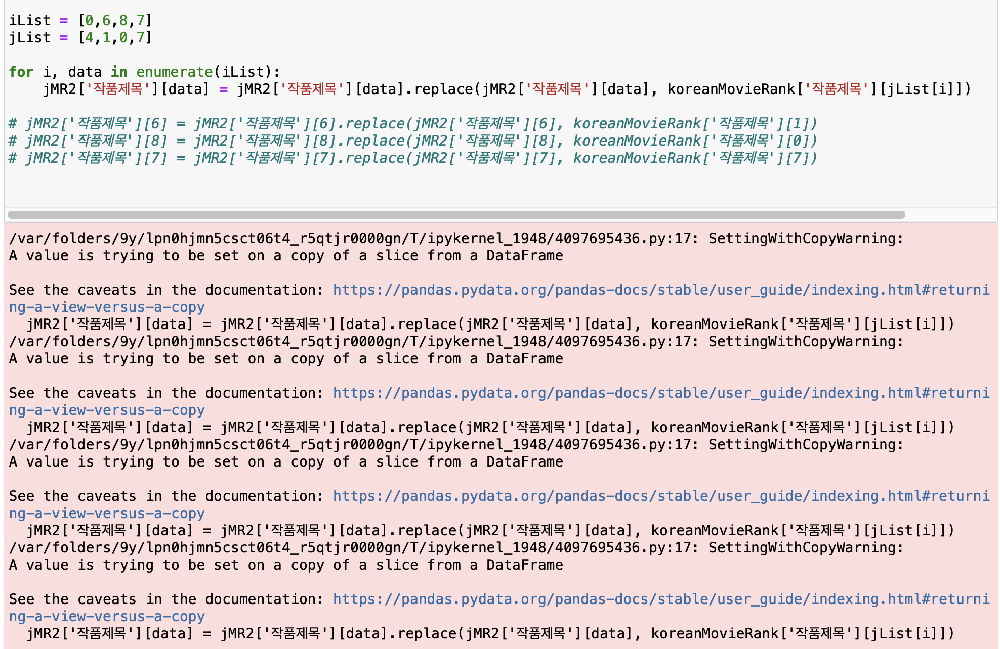 iList = [0,6,8,7]
jList = [4,1,0,7]
for i, data in enumerate(iList):
    jMR2['작품제목'][data] = jMR2['작품제목'][data].replace(jMR2['작품제목'][data], koreanMovieRank['작품제목'][jList[i]])
# jMR2['작품제목'][6] = jMR2['작품제목'][6].replace(jMR2['작품제목'][6], koreanMovieRank['작품제목'][1])
# jMR2['작품제목'][8] = jMR2['작품제목'][8].replace(jMR2['작품제목'][8], koreanMovieRank['작품제목'][0])
# jMR2['작품제목'][7] = jMR2['작품제목'][7].replace(jMR2['작품제목'][7], koreanMovieRank['작품제목'][7])
/var/folders/9y/lpn0hjmn5csct06t4_r5qtjr0000gn/T/ipykernel_1948/4097695436.py:17: SettingWithCopyWarning:
A value is trying to be set on a copy of a slice from a DataFrame
See the caveats in the documentation: https://pandas.pydata.org/pandas-docs/stable/user_guide/indexing.html#returni
ng-a-view-versus-a-copy
  jMR2['작품제목'][data] = jMR2['작품제목'][data].replace(jMR2['작품제목'][data], koreanMovieRank['작품제목'][jList[i]])
/var/folders/9y/lpn0hjmn5csct06t4_r5qtjr0000gn/T/ipykernel_1948/4097695436.py:17: SettingWithCopyWarning:
A value is trying to be set on a copy of a slice from a DataFrame
See the caveats in the documentation: https://pandas.pydata.org/pandas-docs/stable/user_guide/indexing.html#returni
ng-a-view-versus-a-copy
  jMR2['작품제목'][data] = jMR2['작품제목'][data].replace(jMR2['작품제목'][data], koreanMovieRank['작품제목'][jList[i]])
/var/folders/9y/lpn0hjmn5csct06t4_r5qtjr0000gn/T/ipykernel_1948/4097695436.py:17: SettingWithCopyWarning:
A value is trying to be set on a copy of a slice from a DataFrame
See the caveats in the documentation: https://pandas.pydata.org/pandas-docs/stable/user_guide/indexing.html#returni
ng-a-view-versus-a-copy
  jMR2['작품제목'][data] = jMR2['작품제목'][data].replace(jMR2['작품제목'][data], koreanMovieRank['작품제목'][jList[i]])
/var/folders/9y/lpn0hjmn5csct06t4_r5qtjr0000gn/T/ipykernel_1948/4097695436.py:17: SettingWithCopyWarning:
A value is trying to be set on a copy of a slice from a DataFrame
See the caveats in the documentation: https://pandas.pydata.org/pandas-docs/stable/user_guide/indexing.html#returni
ng-a-view-versus-a-copy
  jMR2['작품제목'][data] = jMR2['작품제목'][data].replace(jMR2['작품제목'][data], koreanMovieRank['작품제목'][jList[i]])